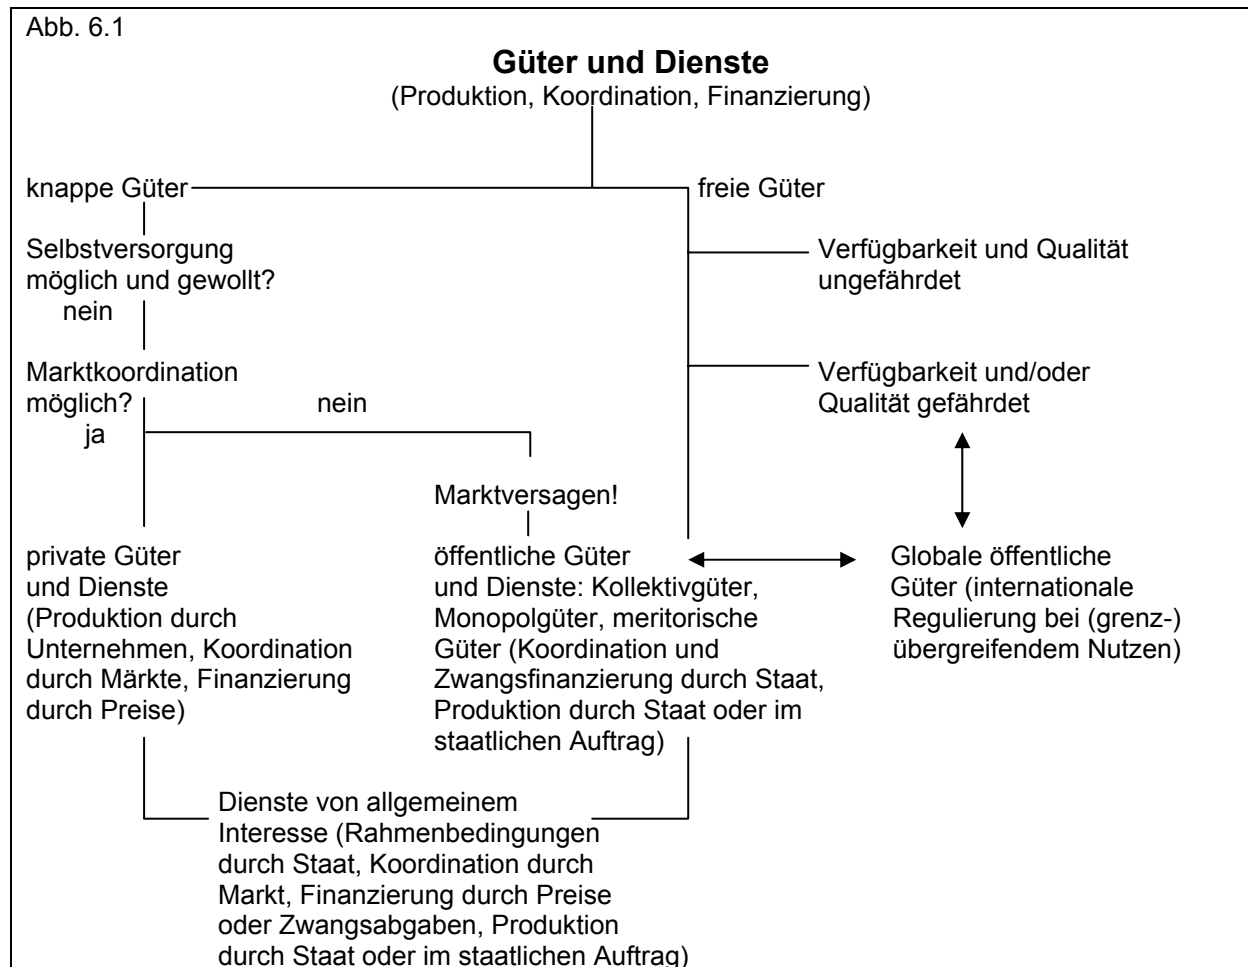 Abb. 6.1
Güter und Dienste
(Produktion, Koordination, Finanzierung)
knappe Güter
freie Güter
Selbstversorgung
möglich und gewollt?
nein
Verfügbarkeit und Qualität
ungefährdet
Marktkoordination
möglich?
ja
nein
Verfügbarkeit und/oder
Qualität gefährdet
Marktversagen!
private Güter
und Dienste
(Produktion durch
Unternehmen, Koordination
durch Märkte, Finanzierung
durch Preise)
öffentliche Güter
und Dienste: Kollektivgüter,
Monopolgüter, meritorische
Güter (Koordination und
Zwangsfinanzierung durch Staat,
Produktion durch Staat oder im
staatlichen Auftrag)
Globale öffentliche
Güter (internationale
Regulierung bei (grenz-)
übergreifendem Nutzen)
Dienste von allgemeinem
Interesse (Rahmenbedingungen
durch Staat, Koordination durch
Markt, Finanzierung durch Preise
oder Zwangsabgaben, Produktion
durch Staat oder im staatlichen Auftrag)